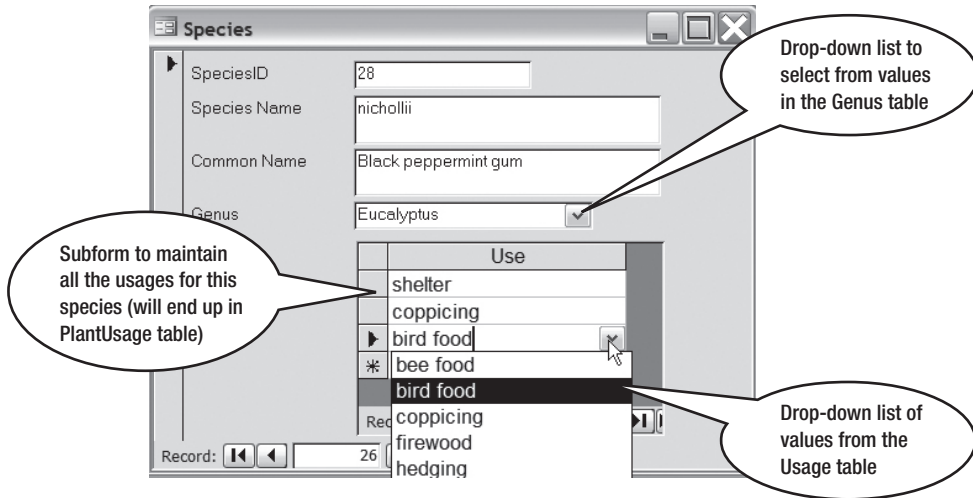 Species
SpeciesID
28
Species Name
nichollii
Common Name
Black peppermint gum
Genus
Eucalyptus
Use
shelter
coppicing
bird food
bee food
bird food
coppicing
firewood
hedging
Record:
26
Drop-down list to
select from values
in the Genus table
Subform to maintain
all the usages for this
species (will end up in
PlantUsage table)
Drop-down list of
values from the
Usage table